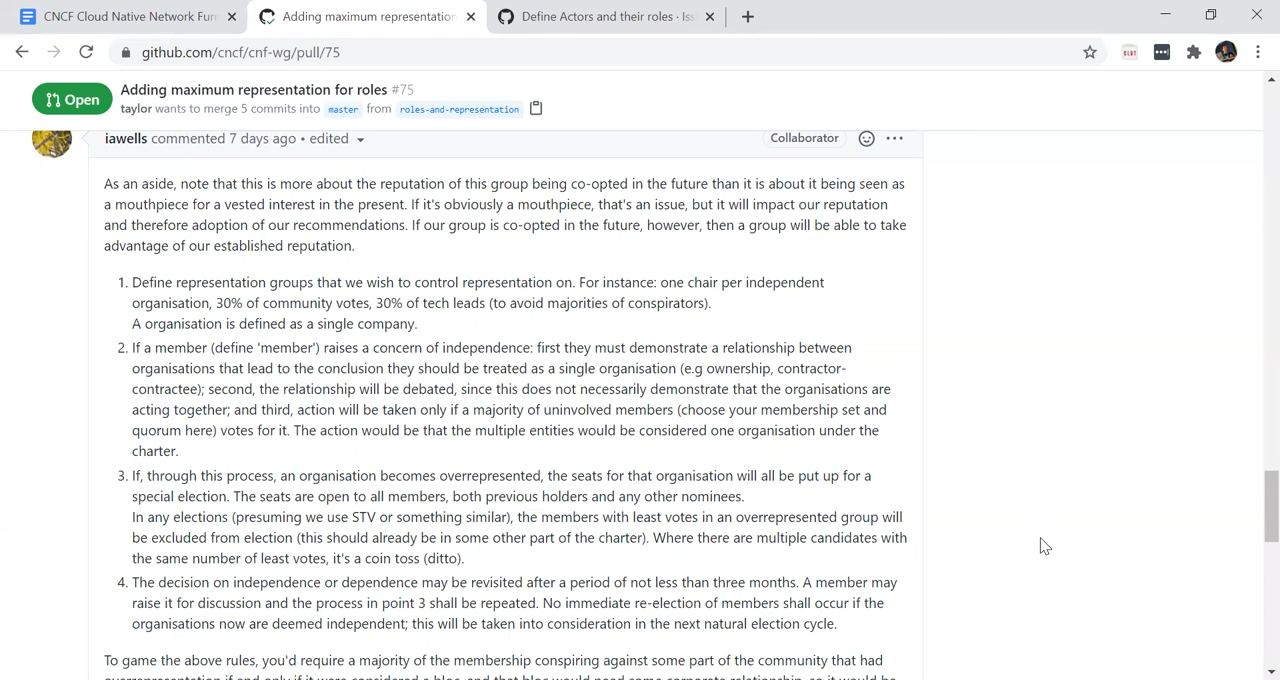 CNCF Cloud Native Network Fun
Adding maximum representation
Define Actors and their roles · Iss
github.com/cncf/cnf-wg/pull/75
Open
Adding maximum representation for roles #75
taylor wants to merge 5 commits into master from roles-and-representation
iawells commented 7 days ago • edited
Collaborator
As an aside, note that this is more about the reputation of this group being co-opted in the future than it is about it being seen as
a mouthpiece for a vested interest in the present. If it's obviously a mouthpiece, that's an issue, but it will impact our reputation
and therefore adoption of our recommendations. If our group is co-opted in the future, however, then a group will be able to take
advantage of our established reputation.
1. Define representation groups that we wish to control representation on. For instance: one chair per independent
organisation, 30% of community votes, 30% of tech leads (to avoid majorities of conspirators).
A organisation is defined as a single company.
2. If a member (define 'member') raises a concern of independence: first they must demonstrate a relationship between
organisations that lead to the conclusion they should be treated as a single organisation (e.g ownership, contractor-
contractee); second, the relationship will be debated, since this does not necessarily demonstrate that the organisations are
acting together; and third, action will be taken only if a majority of uninvolved members (choose your membership set and
quorum here) votes for it. The action would be that the multiple entities would be considered one organisation under the
charter.
3. If, through this process, an organisation becomes overrepresented, the seats for that organisation will all be put up for a
special election. The seats are open to all members, both previous holders and any other nominees.
In any elections (presuming we use STV or something similar), the members with least votes in an overrepresented group will
be excluded from election (this should already be in some other part of the charter). Where there are multiple candidates with
the same number of least votes, it's a coin toss (ditto).
4. The decision on independence or dependence may be revisited after a period of not less than three months. A member may
raise it for discussion and the process in point 3 shall be repeated. No immediate re-election of members shall occur if the
organisations now are deemed independent; this will be taken into consideration in the next natural election cycle.
To game the above rules, you'd require a majority of the membership conspiring against some part of the community that had